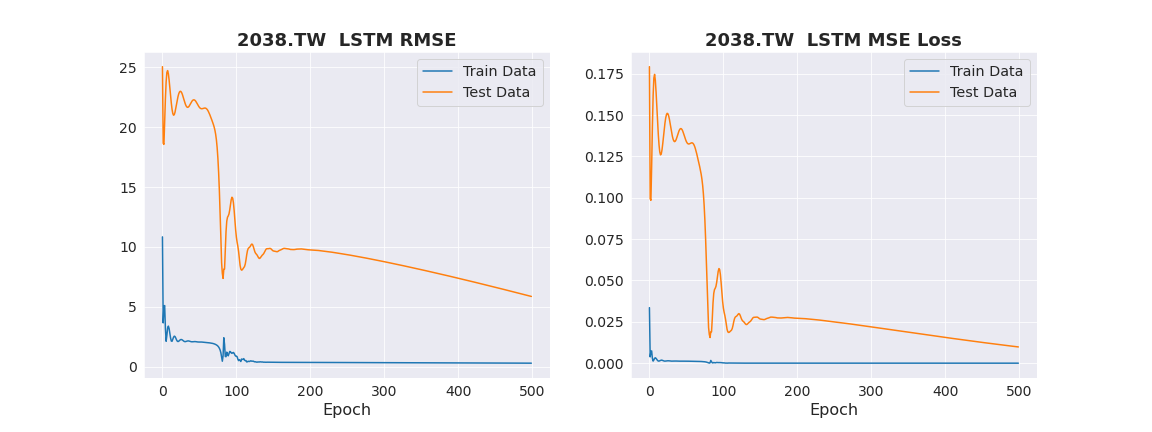 2038.TW  LSTM RMSE
Train Data
Test Data
25
20
15
10
5
0
0 100 200 300 400 500
Epoch
2038.TW  LSTM MSE Loss
Train Data
Test Data
0.175
0.150
0.125
0.100
0.075
0.050
0.025
0.000
0 100 200 300 400 500
Epoch